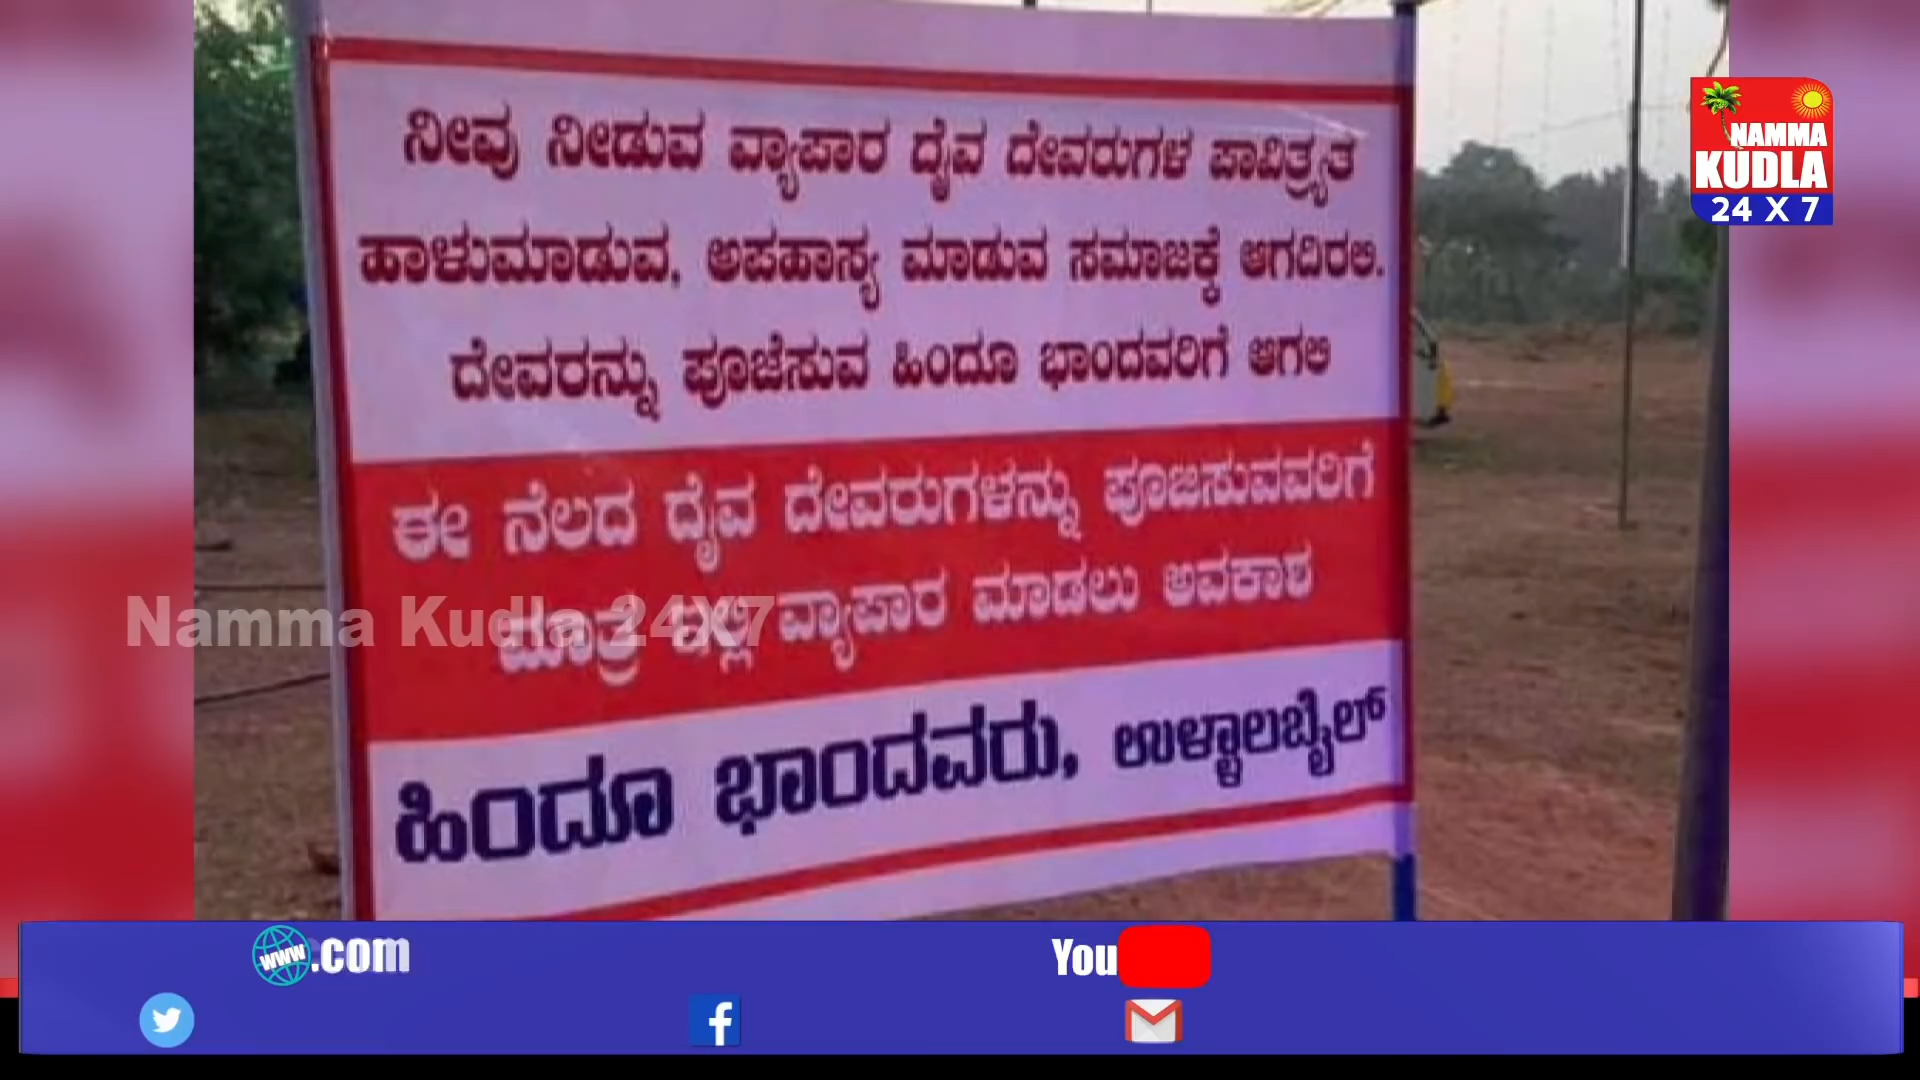 ನೀವು ನೀಡುವ ವ್ಯಾಪಾರ ದೈವ ದೇವರುಗಳ ಪಾವಿತ್ರ್ಯತ
ಹಾಳುಮಾಡುವ, ಅಪಹಾಸ್ಯ ಮಾಡುವ ಸಮಾಜಕ್ಕೆ ಆಗದಿರಲಿ.
ದೇವರನ್ನು ಪೂಜೆಸುವ ಹಿಂದೂ ಭಾಂದವರಿಗೆ ಆಗಲಿ
ಈ ನೆಲದ ದೈವ ದೇವರುಗಳನ್ನು ಪೂಜಿಸುವವರಿಗೆ
ಮಾತ್ರೆ ಇಲ್ಲಿ ವ್ಯಾಪಾರ ಮಾಡಲು ಅವಕಾಶ
ಹಿಂದೂ ಭಾಂದವರು, ಉಳ್ಳಾಲಬೈಲ್
NAMMA
KUDLA
24 X 7
Namma Kudla 24X7
www.com
You